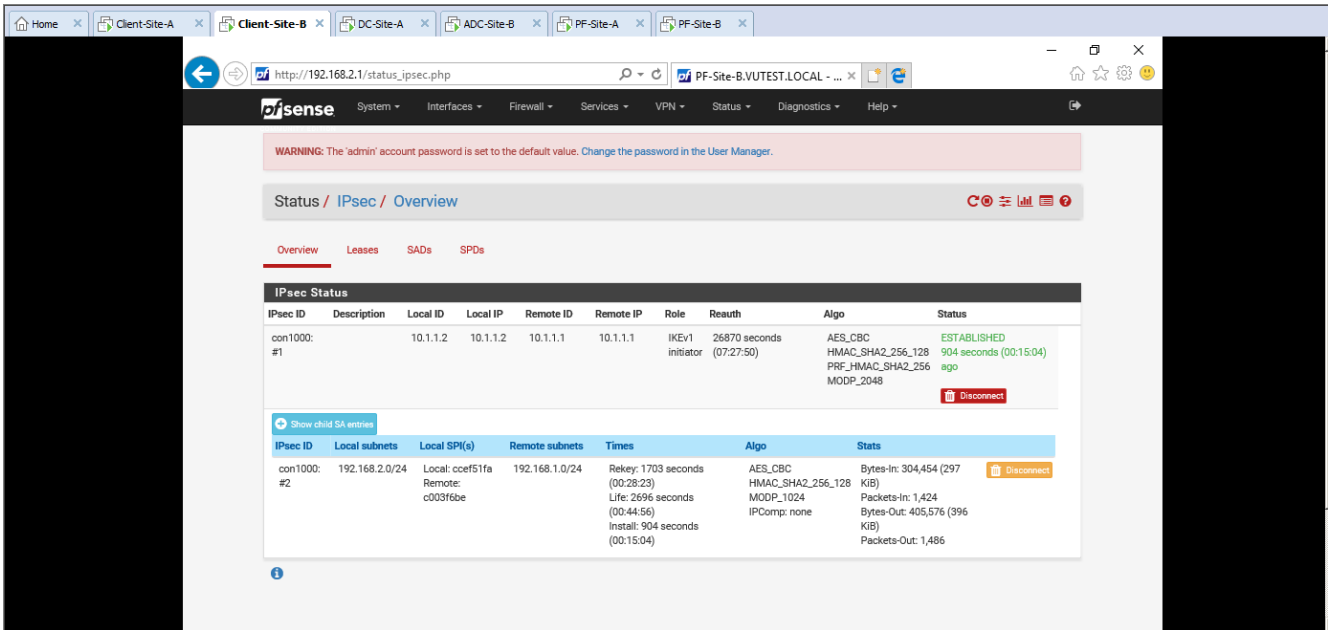 Home Client-Site-A Client-Site-B DC-Site-A ADC-Site-B PF-Site-A PF-Site-B
http://192.168.2.1/status_ipsec.php PF-Site-B.VUTEST.LOCAL - ...
pfsense System Interfaces Firewall Services VPN Status Diagnostics Help
WARNING: The 'admin' account password is set to the default value. Change the password in the User Manager.
Status / IPsec / Overview
Overview Leases SADs SPDs
IPsec Status
IPsec ID Description Local ID Local IP Remote ID Remote IP Role Reauth Algo Status
con1000: 10.1.1.2 10.1.1.2 10.1.1.1 10.1.1.1 IKEv1 26870 seconds AES_CBC ESTABLISHED
#1 initiator (07:27:50) HMAC_SHA2_256_128 904 seconds (00:15:04)
PRF_HMAC_SHA2_256 ago
MODP_2048
Disconnect
Show child SA entries
IPsec ID Local subnets Local SPI(s) Remote subnets Times Algo Stats
con1000: 192.168.2.0/24 Local: ccef51fa 192.168.1.0/24 Rekey: 1703 seconds AES_CBC Bytes-In: 304,454 (297 Disconnect
#2 Remote: (00:28:23) HMAC_SHA2_256_128 KiB)
c003f6be Life: 2696 seconds MODP_1024 Packets-In: 1,424
(00:44:56) IPComp: none Bytes-Out: 405,576 (396
Install: 904 seconds KiB)
(00:15:04) Packets-Out: 1,486